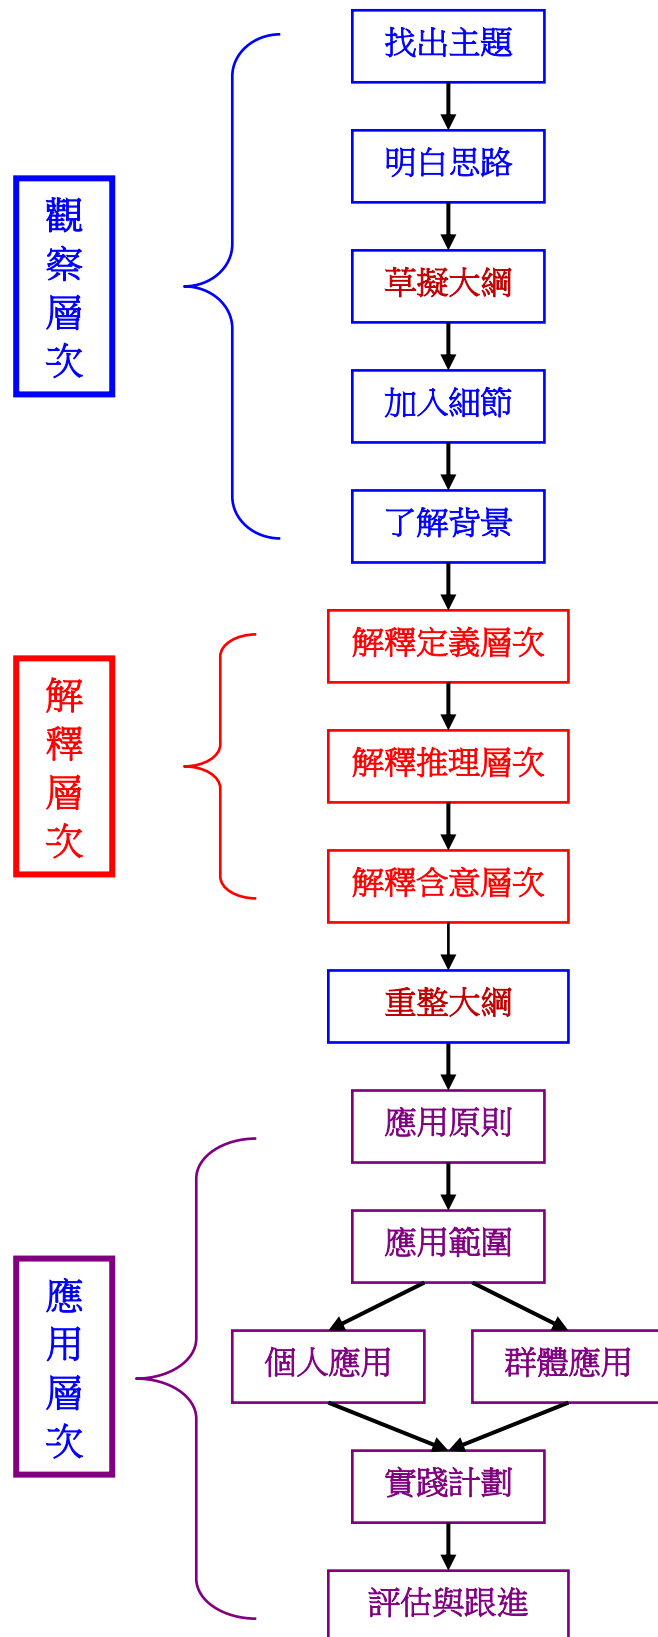 找出主題
明白思路
觀察層次
草擬大綱
加入細節
了解背景
解釋定義層次
解釋層次
解釋推理層次
解釋含意層次
重整大綱
應用原則
應用範圍
應用層次
個人應用
群體應用
實踐計劃
評估與跟進